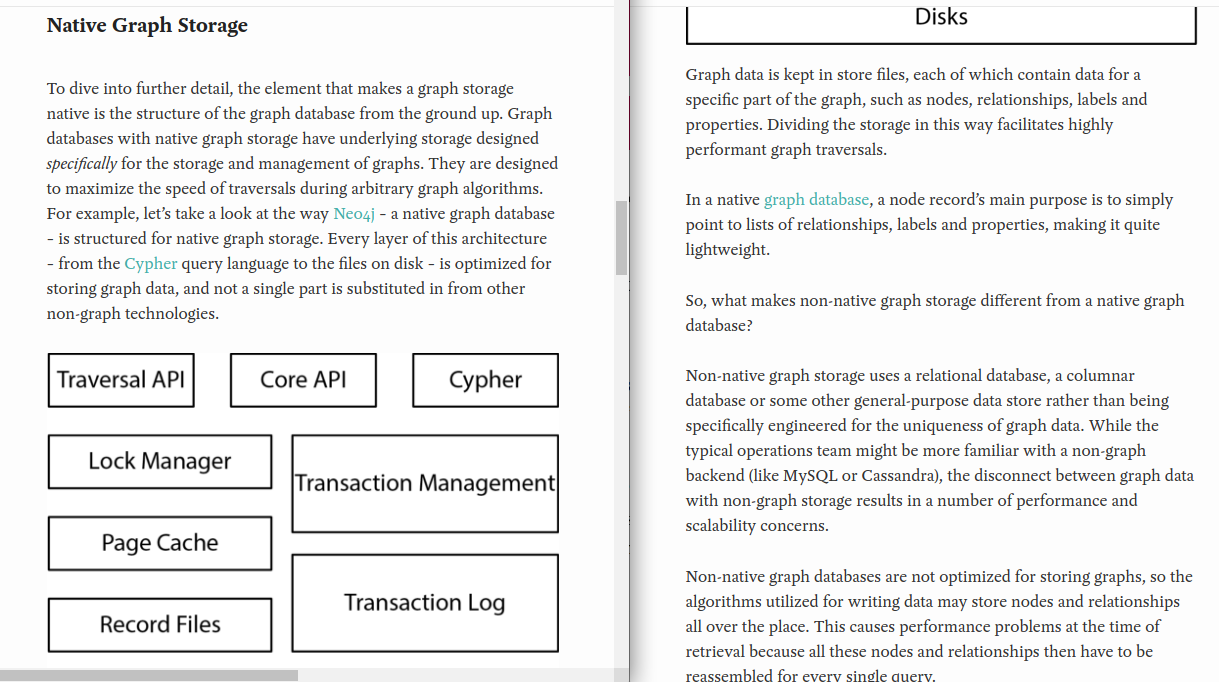 Native Graph Storage
To dive into further detail, the element that makes a graph storage
native is the structure of the graph database from the ground up. Graph
databases with native graph storage have underlying storage designed
specifically for the storage and management of graphs. They are designed
to maximize the speed of traversals during arbitrary graph algorithms.
For example, let’s take a look at the way Neo4j – a native graph database
– is structured for native graph storage. Every layer of this architecture
– from the Cypher query language to the files on disk – is optimized for
storing graph data, and not a single part is substituted in from other
non-graph technologies.
Traversal API
Core API
Cypher
Lock Manager
Transaction Management
Page Cache
Transaction Log
Record Files
Disks
Graph data is kept in store files, each of which contain data for a
specific part of the graph, such as nodes, relationships, labels and
properties. Dividing the storage in this way facilitates highly
performant graph traversals.
In a native graph database, a node record’s main purpose is to simply
point to lists of relationships, labels and properties, making it quite
lightweight.
So, what makes non-native graph storage different from a native graph
database?
Non-native graph storage uses a relational database, a columnar
database or some other general-purpose data store rather than being
specifically engineered for the uniqueness of graph data. While the
typical operations team might be more familiar with a non-graph
backend (like MySQL or Cassandra), the disconnect between graph data
with non-graph storage results in a number of performance and
scalability concerns.
Non-native graph databases are not optimized for storing graphs, so the
algorithms utilized for writing data may store nodes and relationships
all over the place. This causes performance problems at the time of
retrieval because all these nodes and relationships then have to be
reassembled for every single query.